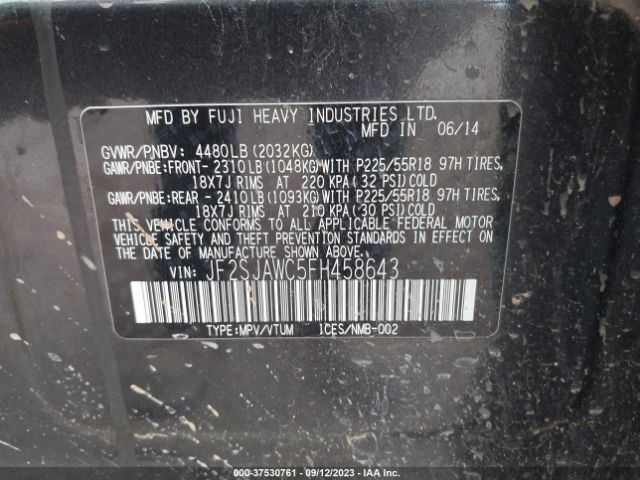 MFD BY FUJI HEAVY INDUSTRIES LTD.
MFD IN 06/14
GVWR/PNBV: 4480LB(2032KG)
GAWR/PNBE:FRONT- 2310LB(1048KG)WITH P225/55R18 97H TIRES,
18X7J RIMS AT 220 KPA(32 PSI)COLD
GAWR/PNBE:REAR - 2410LB(1093KG)WITH P225/55R18 97H TIRES,
18X7J RIMS AT 210 KPA(30 PSI)COLD
THIS VEHICLE CONFORMS TO ALL APPLICABLE FEDERAL MOTOR
VEHICLE SAFETY AND THEFT PREVENTION STANDARDS IN EFFECT ON
THE DATE OF MANUFACTURE SHOWN ABOVE.
VIN: JF2SJAWC5FH458643
TYPE:MPV/VTUM ICES/NMB-002
000-37530761 - 09/12/2023 - IAA Inc.